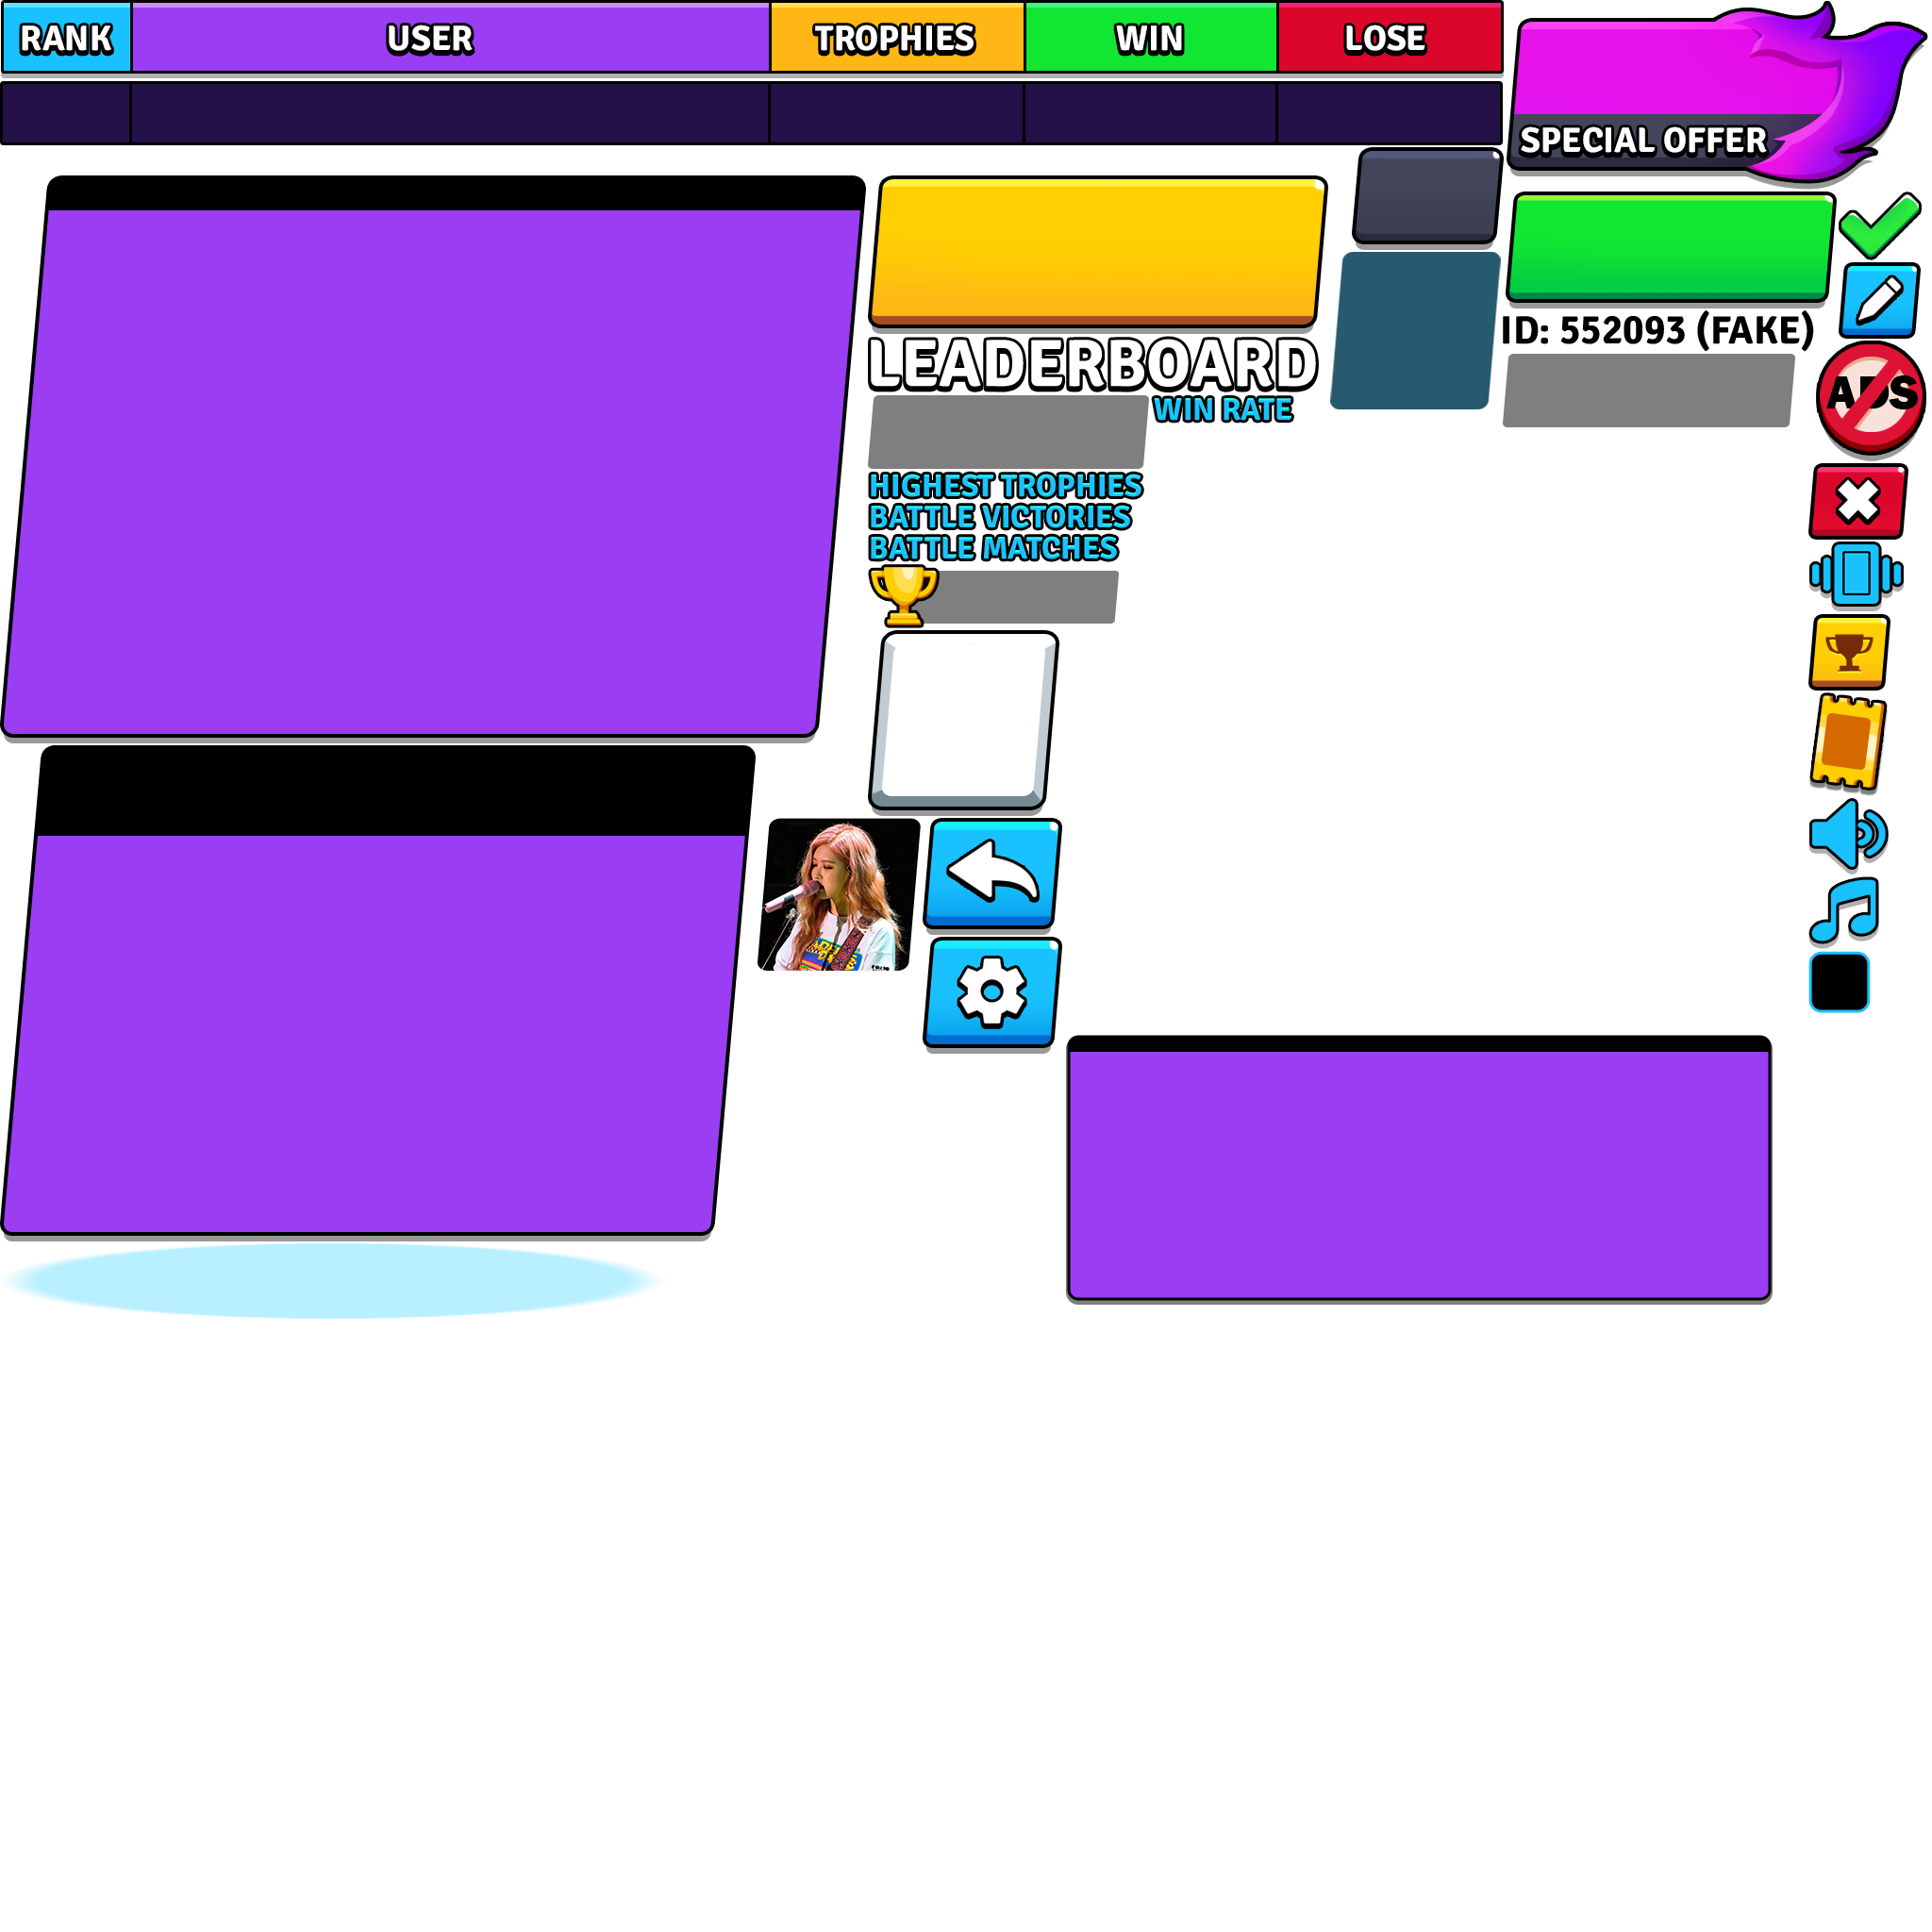 RANK USER TROPHIES WIN LOSE
SPECIAL OFFER
ID: 552093 (FAKE)
LEADERBOARD
WIN RATE
ADS
HIGHEST TROPHIES
BATTLE VICTORIES
BATTLE MATCHES